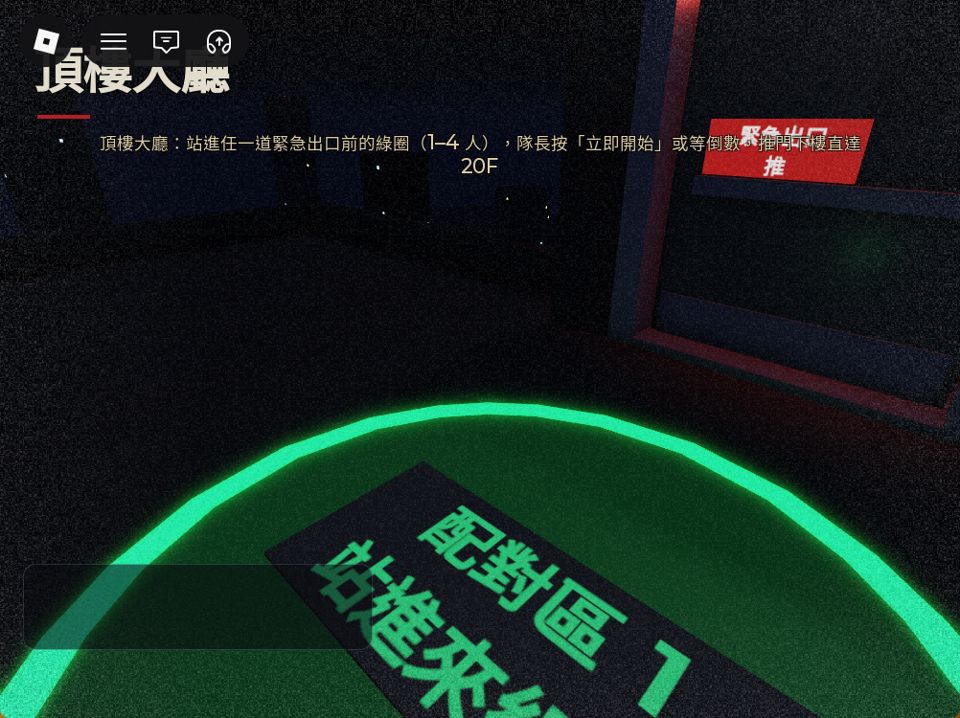 頂樓大廳
頂樓大廳：站進任一道緊急出口前的綠圈（1–4 人），隊長按「立即開始」或等倒數，推門下樓直達
20F
緊急出口
推
配對區 1
站進來組